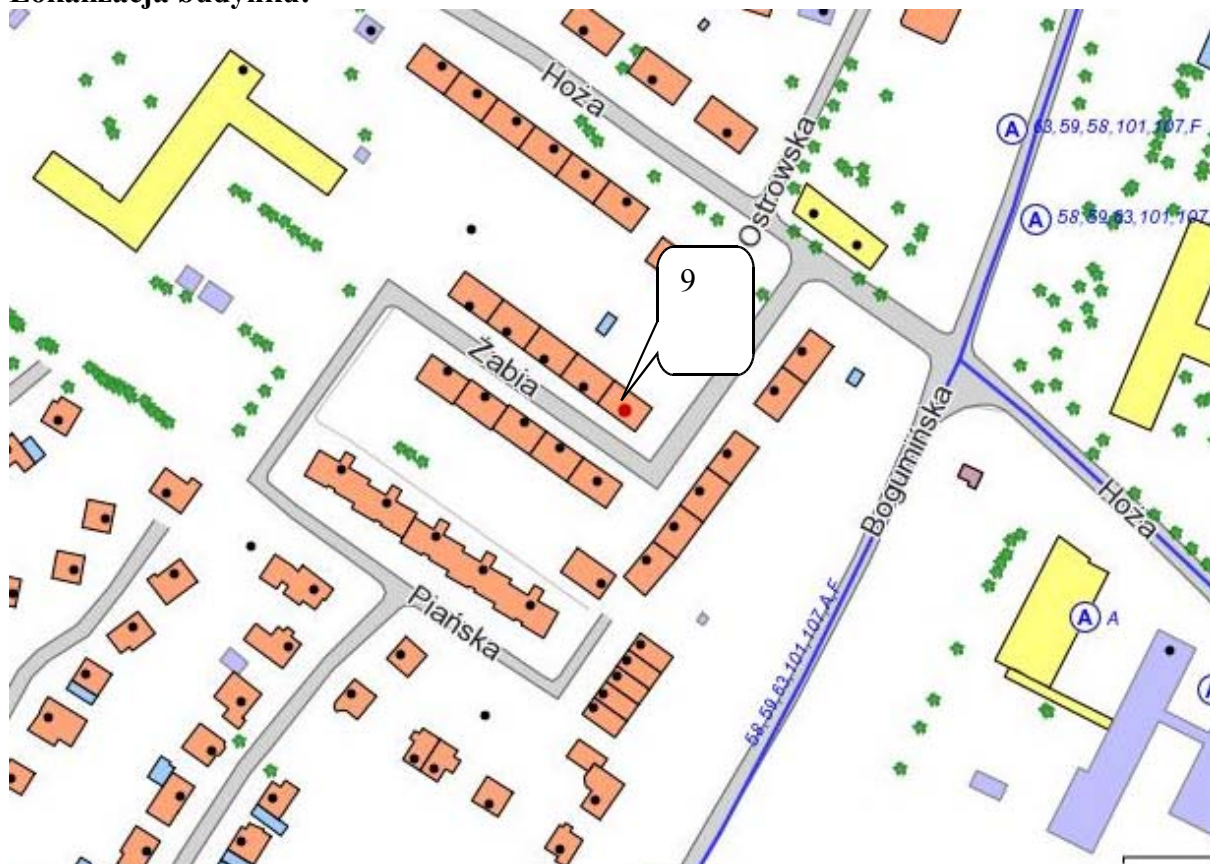 Lokalizacja budynku:
Hoża
Ostrowska
A 63,59,58,101,107,F
A 58,59,63,101,107
9
Żabia
Bogumińska
Hoża
Piańska
58,59,63,101,107,A,F
A A
A